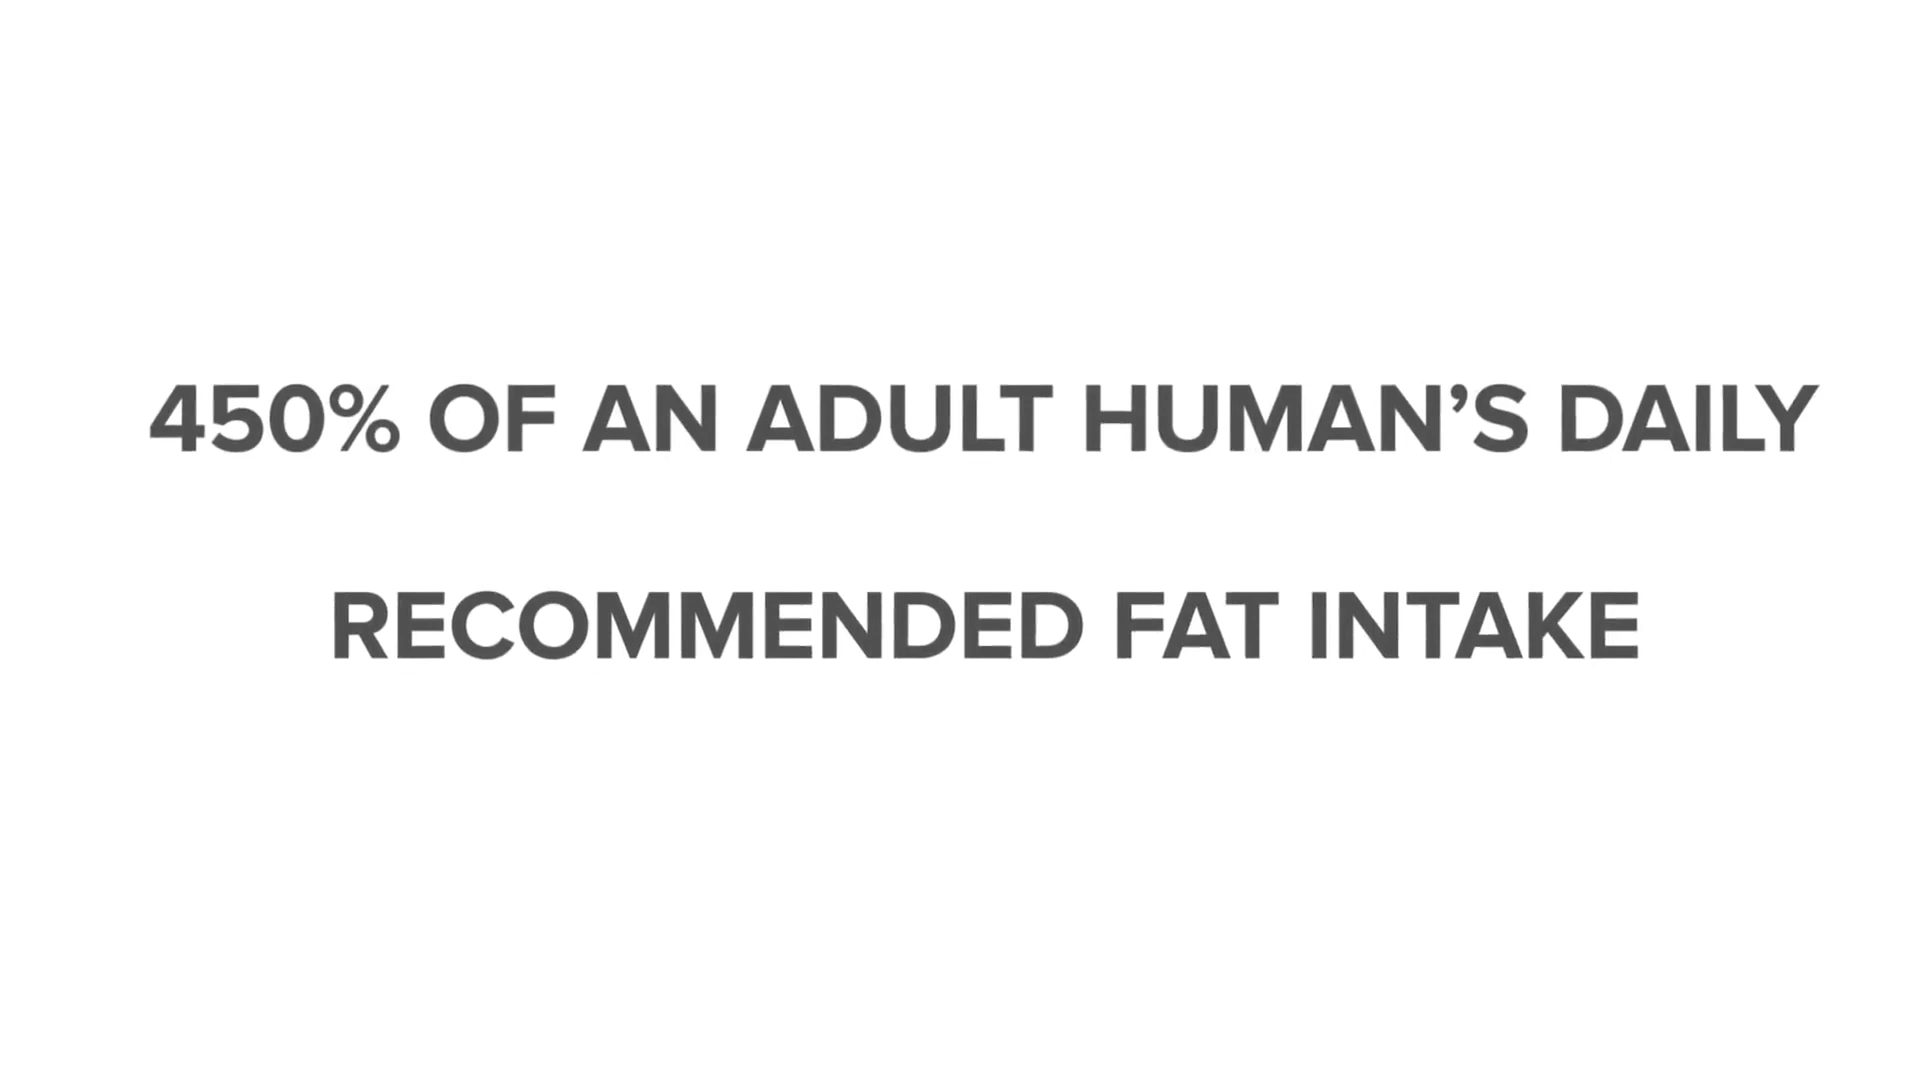 450% OF AN ADULT HUMAN’S DAILY
RECOMMENDED FAT INTAKE